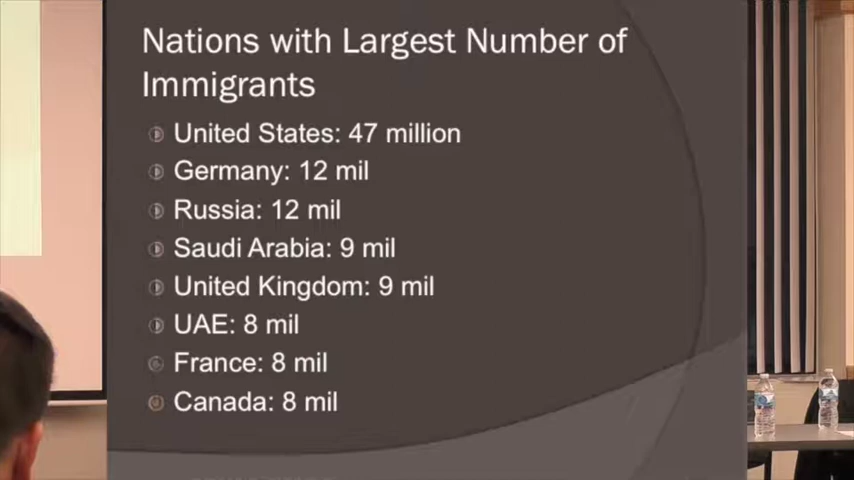 Nations with Largest Number of
Immigrants
United States: 47 million
Germany: 12 mil
Russia: 12 mil
Saudi Arabia: 9 mil
United Kingdom: 9 mil
UAE: 8 mil
France: 8 mil
Canada: 8 mil